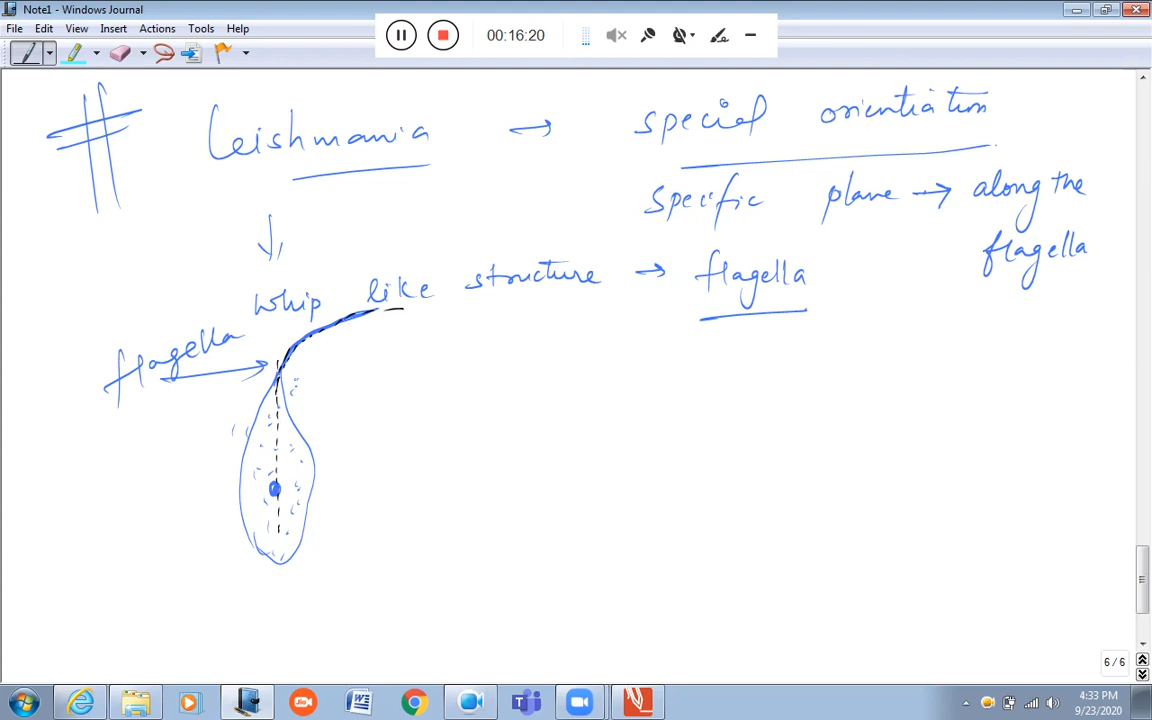 Note1 - Windows Journal
File Edit View Insert Actions Tools Help
00:16:20
# Leishmania ↔ special orientiation
specific plane → along the
flagella
whip like structure → flagella
flagella
6 / 6
4:33 PM
9/23/2020